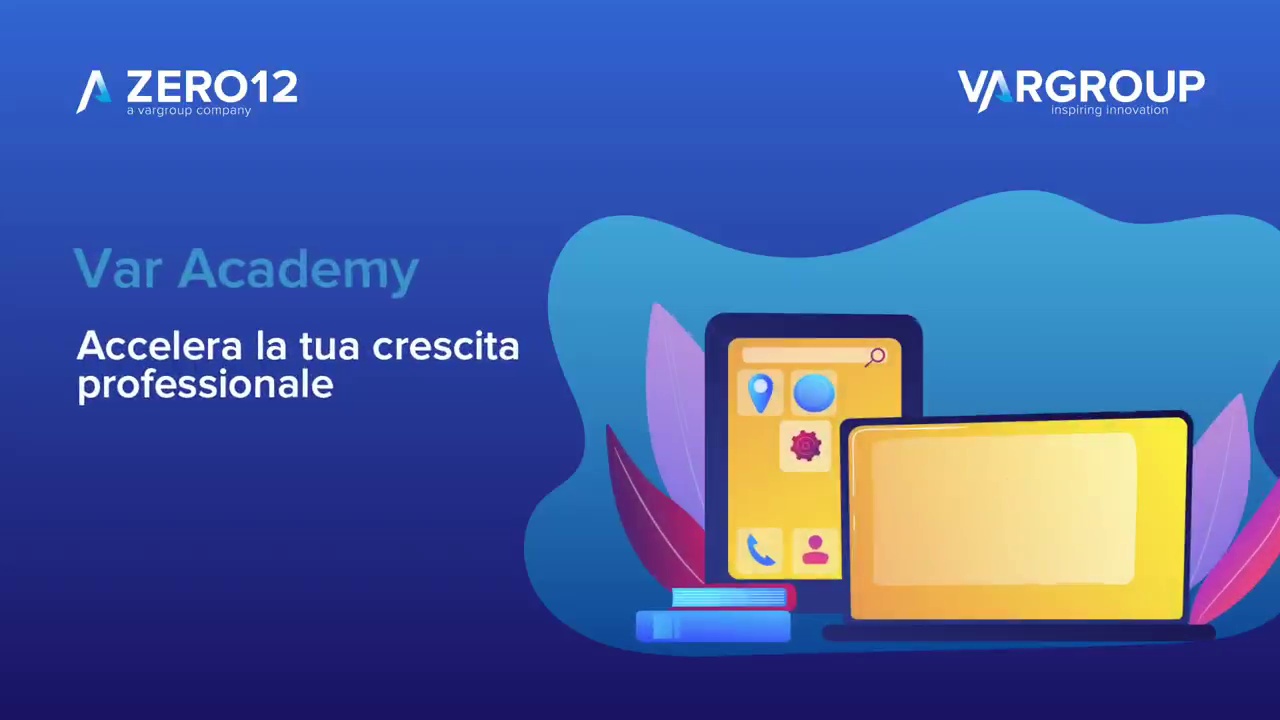 ZERO12
a vargroup company
VARGROUP
inspiring innovation
Var Academy
Accelera la tua crescita
professionale